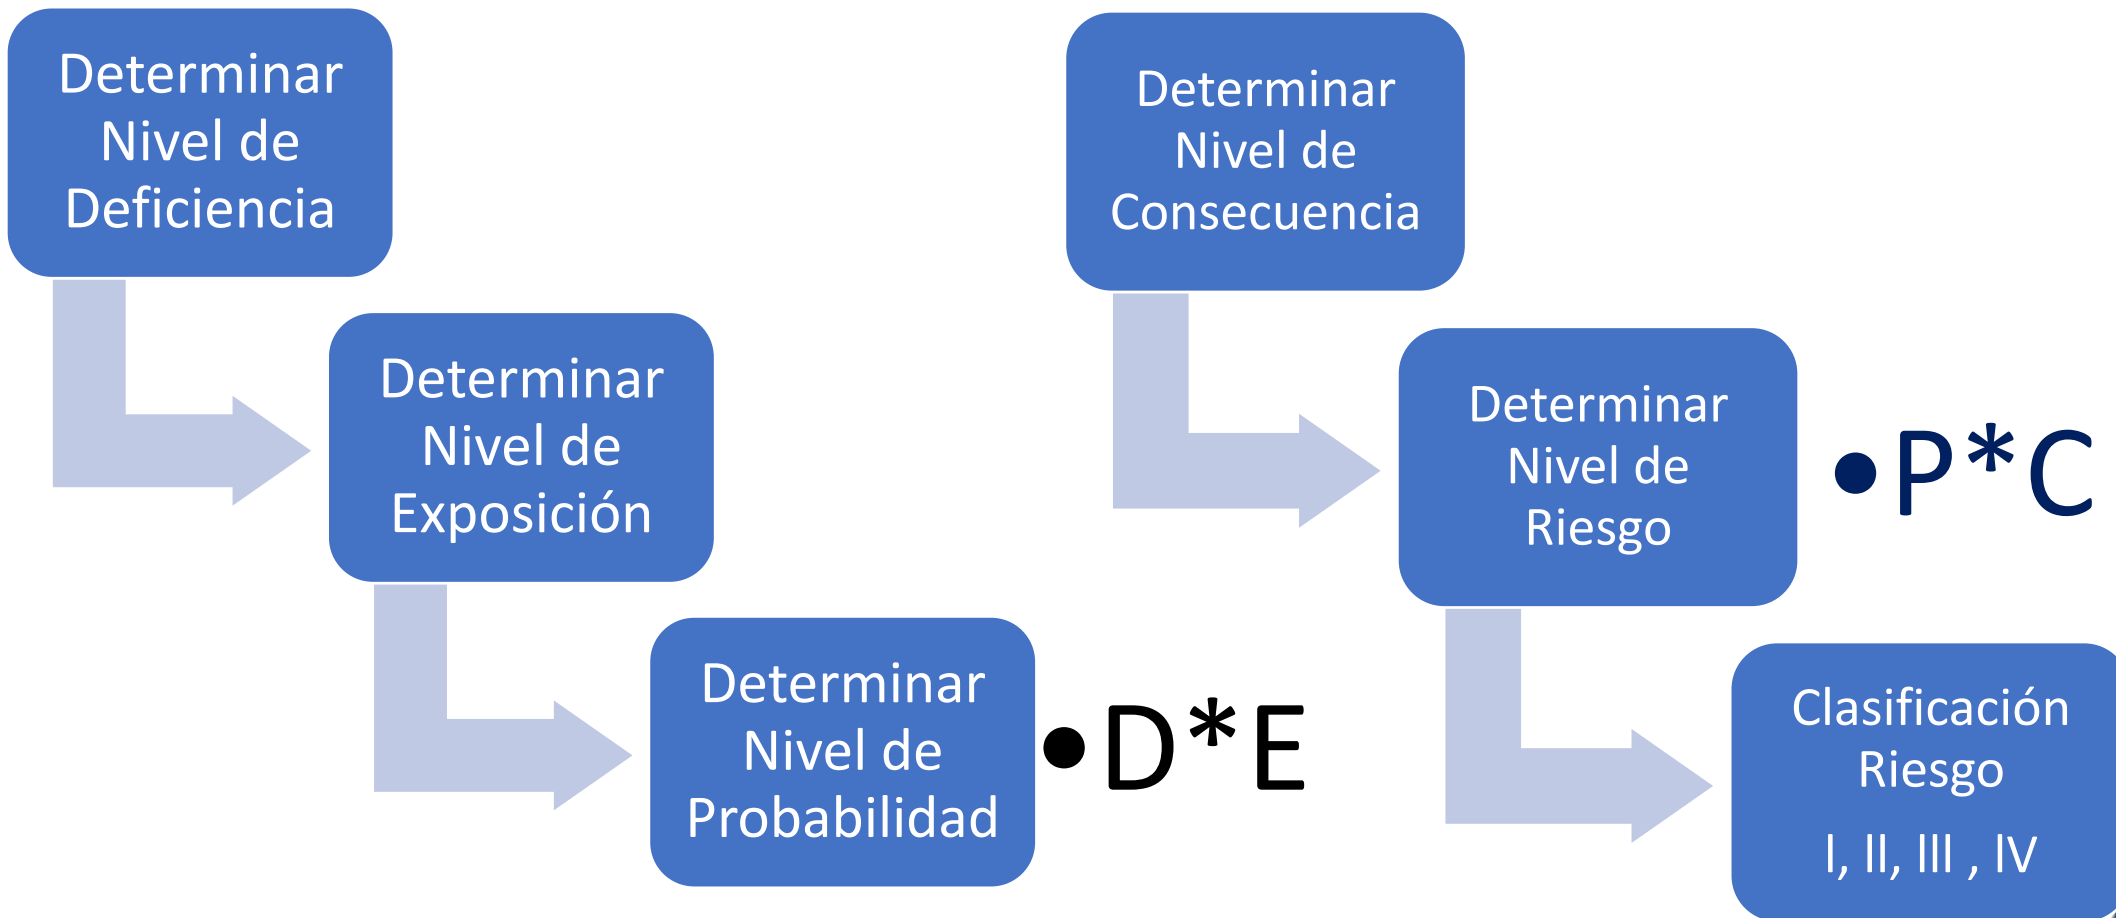 Determinar
Nivel de
Deficiencia
Determinar
Nivel de
Exposición
Determinar
Nivel de
Probabilidad
•D*E
Determinar
Nivel de
Consecuencia
Determinar
Nivel de
Riesgo
•P*C
Clasificación
Riesgo
I, II, III , IV